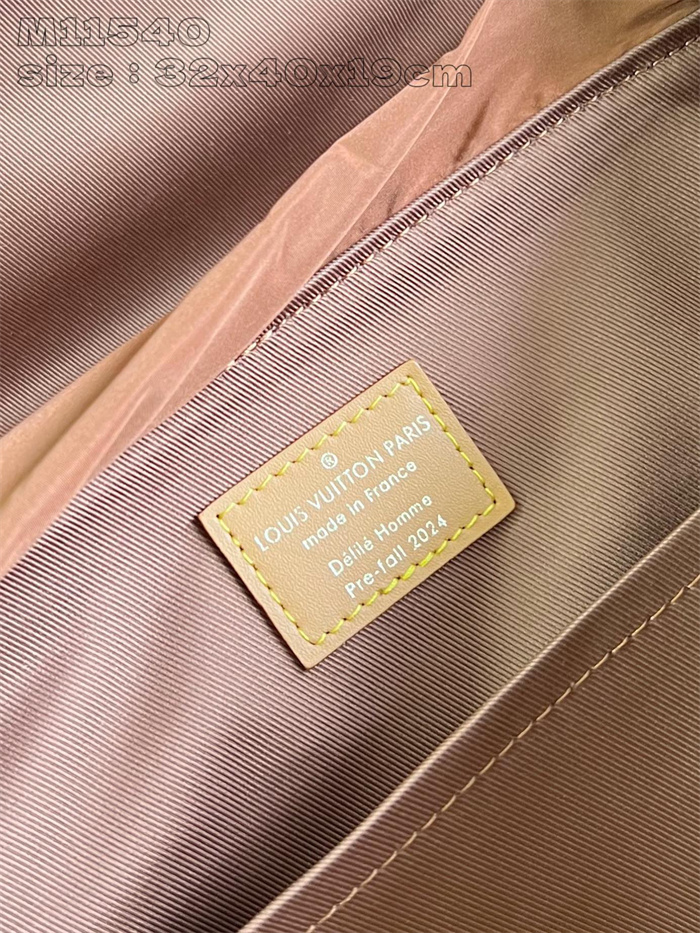 M11540
size : 32x40x19cm
®
LOUIS VUITTON PARIS
made in France
Défilé Homme
Pre-fall 2024